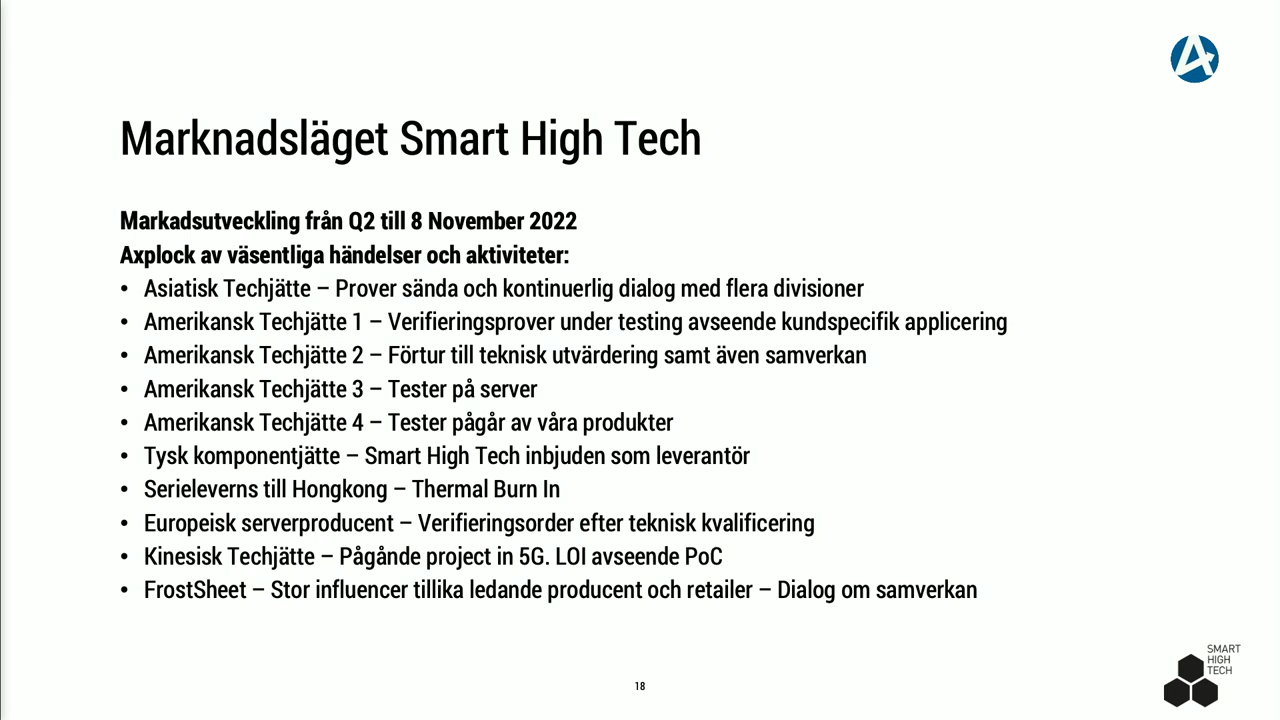 Marknadsläget Smart High Tech
Markadsutveckling från Q2 till 8 November 2022
Axplock av väsentliga händelser och aktiviteter:
• Asiatisk Techjätte – Prover sända och kontinuerlig dialog med flera divisioner
• Amerikansk Techjätte 1 – Verifieringsprover under testing avseende kundspecifik applicering
• Amerikansk Techjätte 2 – Förtur till teknisk utvärdering samt även samverkan
• Amerikansk Techjätte 3 – Tester på server
• Amerikansk Techjätte 4 – Tester pågår av våra produkter
• Tysk komponentjätte – Smart High Tech inbjuden som leverantör
• Serieleverns till Hongkong – Thermal Burn In
• Europeisk serverproducent – Verifieringsorder efter teknisk kvalificering
• Kinesisk Techjätte – Pågånde project in 5G. LOI avseende PoC
• FrostSheet – Stor influencer tillika ledande producent och retailer – Dialog om samverkan
SMART
HIGH
TECH
18